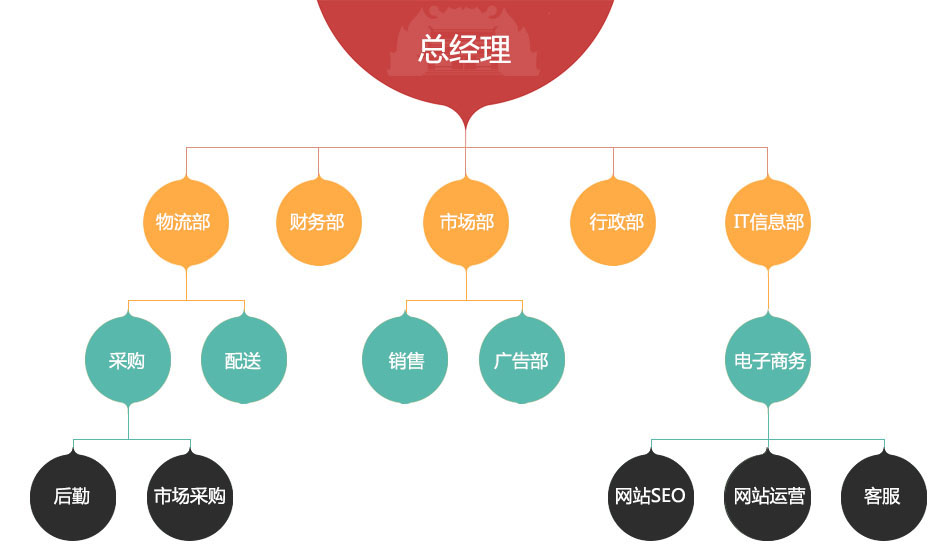 总经理
物流部
财务部
市场部
行政部
IT信息部
采购
配送
销售
广告部
电子商务
后勤
市场采购
网站SEO
网站运营
客服